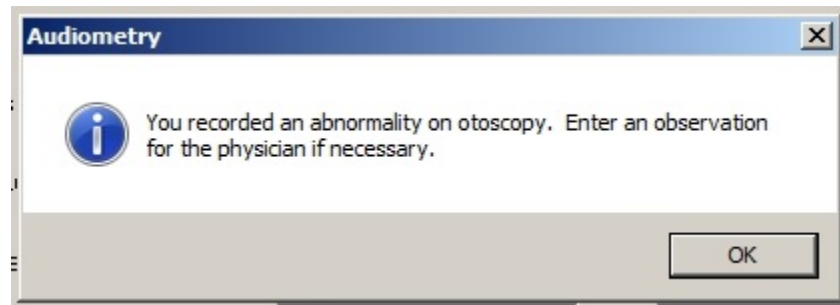 Audiometry
You recorded an abnormality on otoscopy.  Enter an observation
for the physician if necessary.
OK